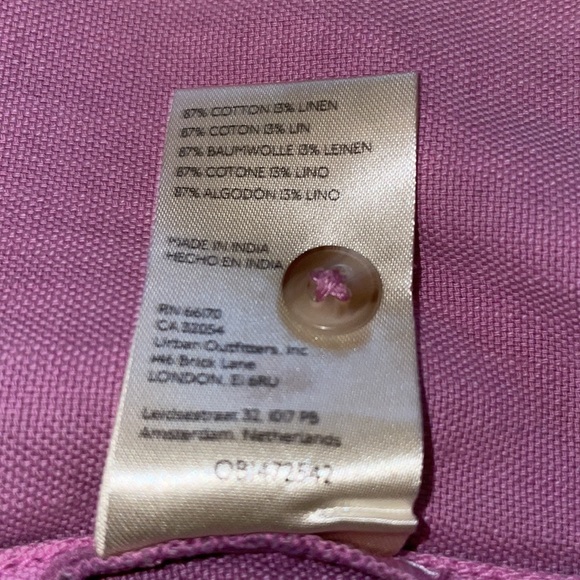 87% COTTON 13% LINEN
87% COTON 13% LIN
87% BAUMWOLLE 13% LEINEN
87% COTONE 13% LINO
87% ALGODÓN 13% LINO
MADE IN INDIA
HECHO EN INDIA
RN 66170
CA 32054
Urban Outfitters, Inc
146 Brick Lane
LONDON, E1 6RU
Leidsestraat 32, 1017 PB
Amsterdam, Netherlands
OB1472542